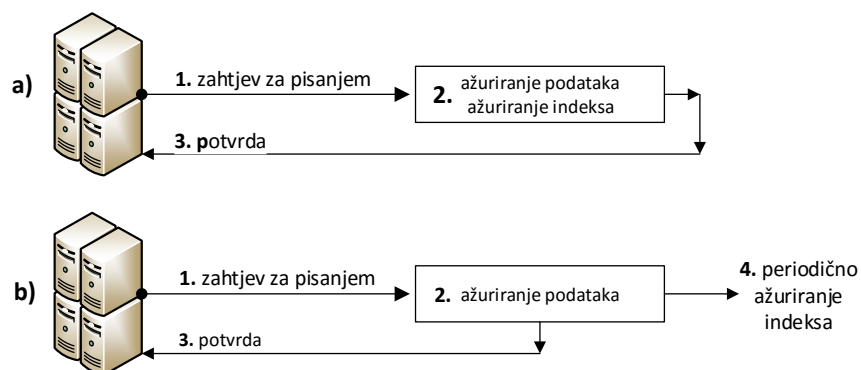 a)
1. zahtjev za pisanjem
2. ažuriranje podataka
ažuriranje indeksa
3. potvrda
b)
1. zahtjev za pisanjem
2. ažuriranje podataka
3. potvrda
4. periodično
ažuriranje
indeksa